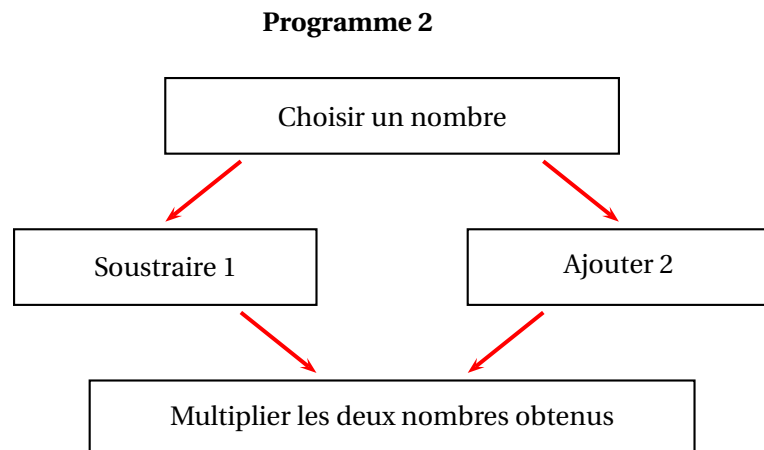 Programme 2
Choisir un nombre
Soustraire 1
Ajouter 2
Multiplier les deux nombres obtenus